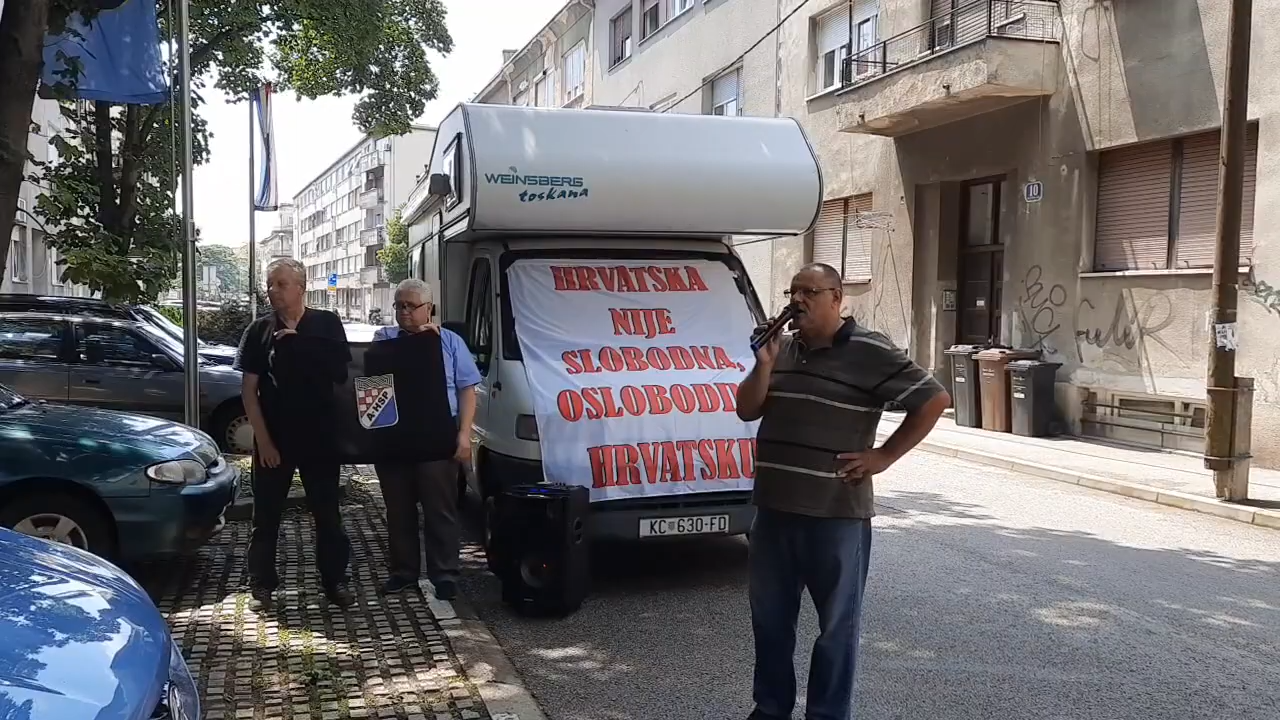 WEINSBERG
toskana
HRVATSKA
NIJE
SLOBODNA,
OSLOBODI
HRVATSKU
A-HSP
10
KC 630-FD